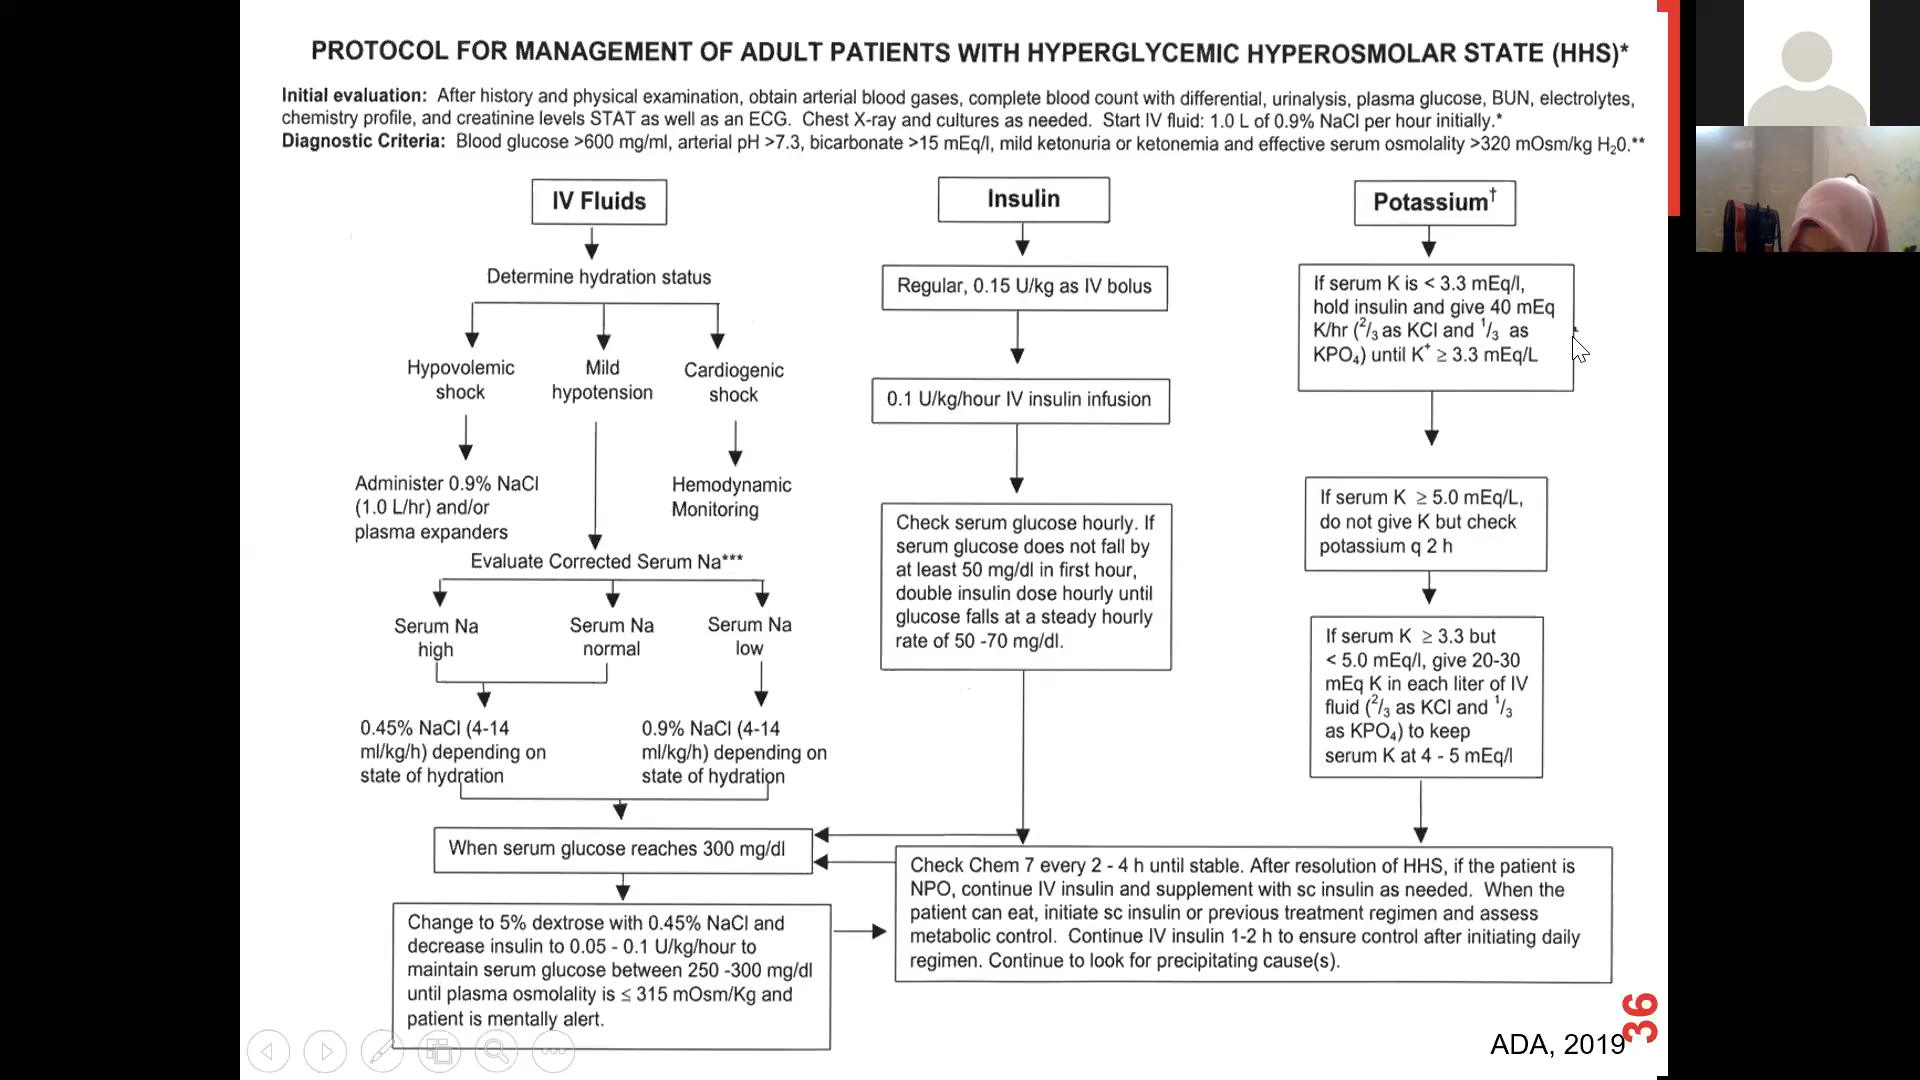 PROTOCOL FOR MANAGEMENT OF ADULT PATIENTS WITH HYPERGLYCEMIC HYPEROSMOLAR STATE (HHS)*
Initial evaluation: After history and physical examination, obtain arterial blood gases, complete blood count with differential, urinalysis, plasma glucose, BUN, electrolytes,
chemistry profile, and creatinine levels STAT as well as an ECG. Chest X-ray and cultures as needed. Start IV fluid: 1.0 L of 0.9% NaCl per hour initially.*
Diagnostic Criteria: Blood glucose >600 mg/ml, arterial pH >7.3, bicarbonate >15 mEq/l, mild ketonuria or ketonemia and effective serum osmolality >320 mOsm/kg H₂0.**
IV Fluids
Determine hydration status
Hypovolemic
shock
Mild
hypotension
Cardiogenic
shock
Administer 0.9% NaCl
(1.0 L/hr) and/or
plasma expanders
Hemodynamic
Monitoring
Evaluate Corrected Serum Na***
Serum Na
high
Serum Na
normal
Serum Na
low
0.45% NaCl (4-14
ml/kg/h) depending on
state of hydration
0.9% NaCl (4-14
ml/kg/h) depending on
state of hydration
When serum glucose reaches 300 mg/dl
Change to 5% dextrose with 0.45% NaCl and
decrease insulin to 0.05 - 0.1 U/kg/hour to
maintain serum glucose between 250 -300 mg/dl
until plasma osmolality is ≤ 315 mOsm/Kg and
patient is mentally alert.
Insulin
Regular, 0.15 U/kg as IV bolus
0.1 U/kg/hour IV insulin infusion
Check serum glucose hourly. If
serum glucose does not fall by
at least 50 mg/dl in first hour,
double insulin dose hourly until
glucose falls at a steady hourly
rate of 50 -70 mg/dl.
Potassium†
If serum K is < 3.3 mEq/l,
hold insulin and give 40 mEq
K/hr (2/3 as KCl and 1/3 as
KPO₄) until K⁺ ≥ 3.3 mEq/L
If serum K ≥ 5.0 mEq/L,
do not give K but check
potassium q 2 h
If serum K ≥ 3.3 but
< 5.0 mEq/l, give 20-30
mEq K in each liter of IV
fluid (2/3 as KCl and 1/3
as KPO₄) to keep
serum K at 4 - 5 mEq/l
Check Chem 7 every 2 - 4 h until stable. After resolution of HHS, if the patient is
NPO, continue IV insulin and supplement with sc insulin as needed. When the
patient can eat, initiate sc insulin or previous treatment regimen and assess
metabolic control. Continue IV insulin 1-2 h to ensure control after initiating daily
regimen. Continue to look for precipitating cause(s).
36
ADA, 2019